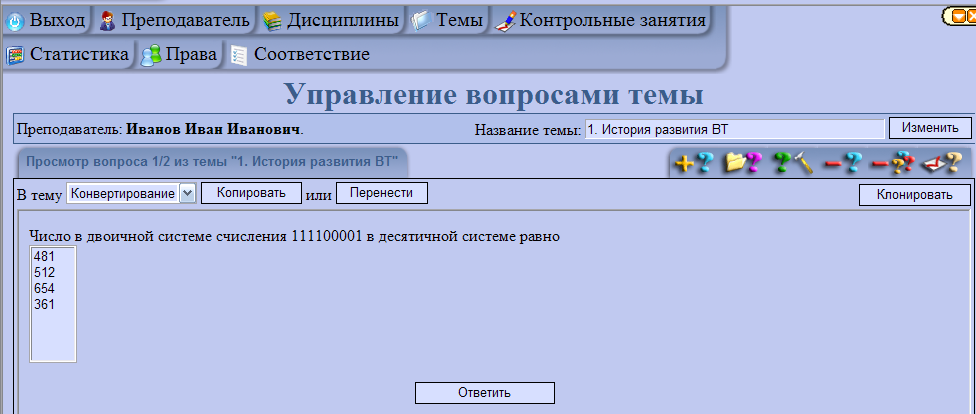 Выход Преподаватель Дисциплины Темы Контрольные занятия
Статистика Права Соответствие
Управление вопросами темы
Преподаватель: Иванов Иван Иванович. Название темы: 1. История развития ВТ Изменить
Просмотр вопроса 1/2 из темы "1. История развития ВТ"
В тему Конвертирование Копировать или Перенести Клонировать
Число в двоичной системе счисления 111100001 в десятичной системе равно
481
512
654
361
Ответить